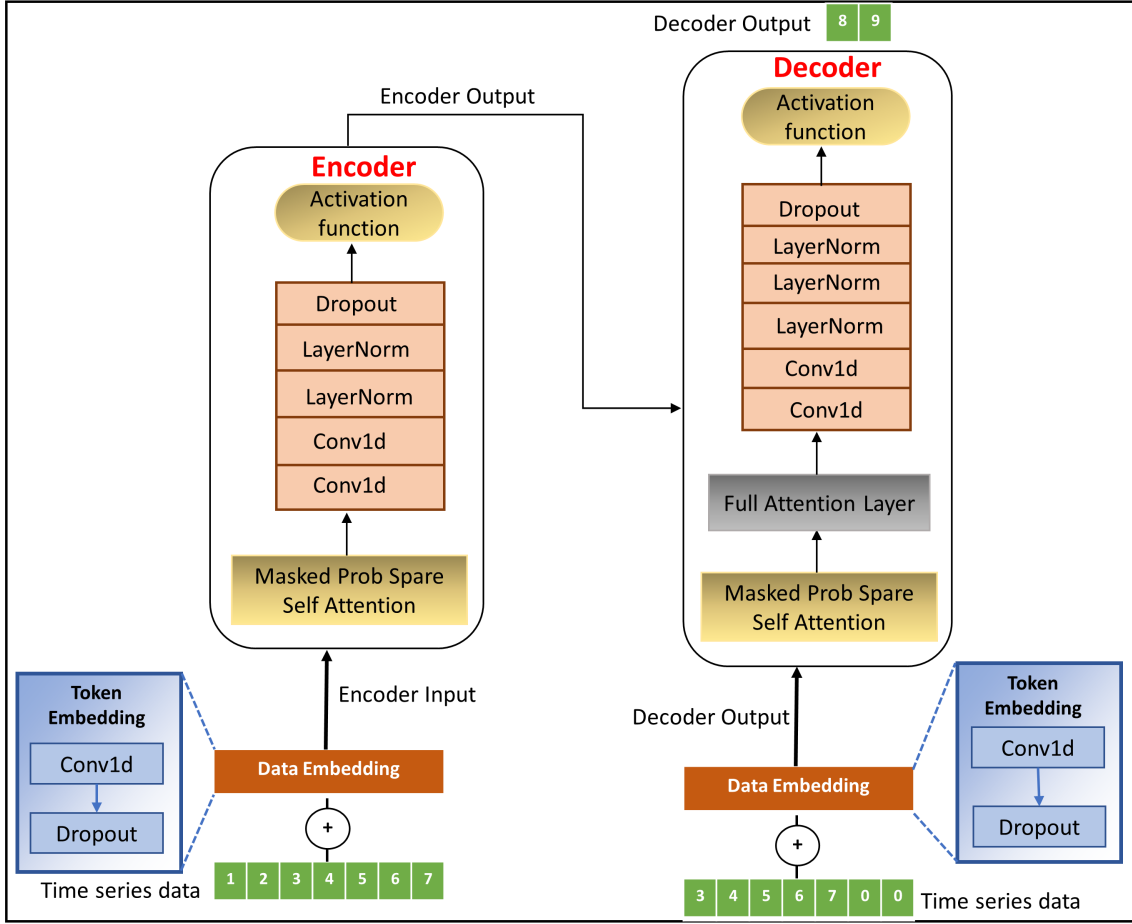 Decoder Output
8 9
Decoder
Activation
function
Dropout
LayerNorm
LayerNorm
LayerNorm
Conv1d
Conv1d
Full Attention Layer
Masked Prob Spare
Self Attention
Encoder Output
Encoder
Activation
function
Dropout
LayerNorm
LayerNorm
Conv1d
Conv1d
Masked Prob Spare
Self Attention
Encoder Input
Token
Embedding
Conv1d
Dropout
Data Embedding
+
Time series data
1 2 3 4 5 6 7
Decoder Output
Data Embedding
+
3 4 5 6 7 0 0
Time series data
Token
Embedding
Conv1d
Dropout